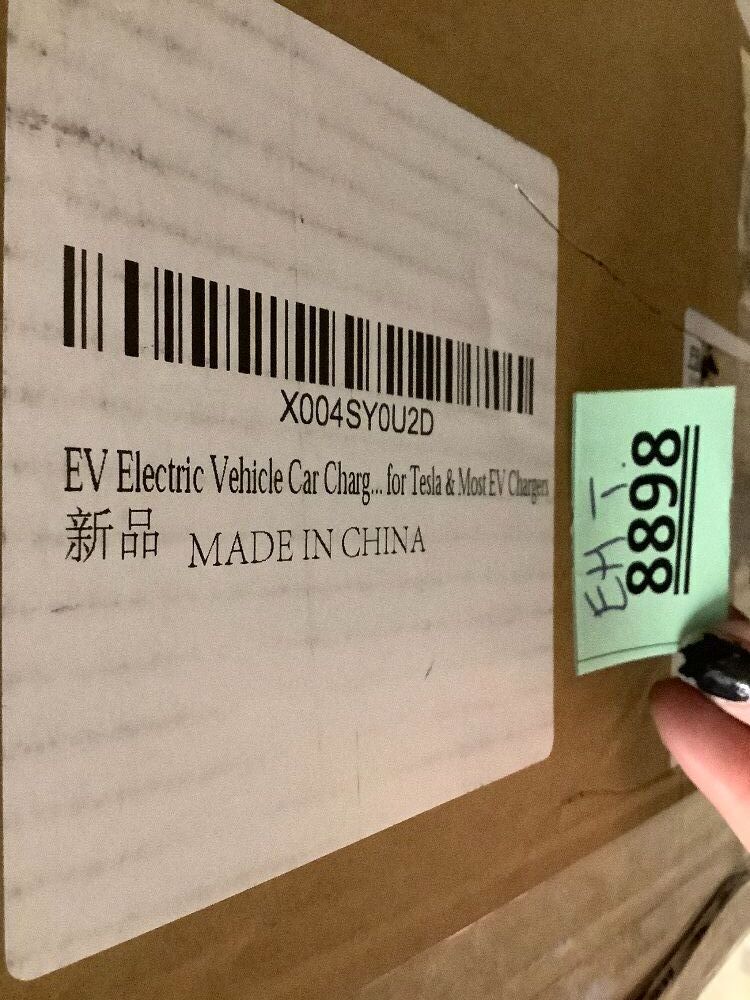 X004SY0U2D
EV Electric Vehicle Car Charg... for Tesla & Most EV Chargers
新品 MADE IN CHINA
8898
EH T.